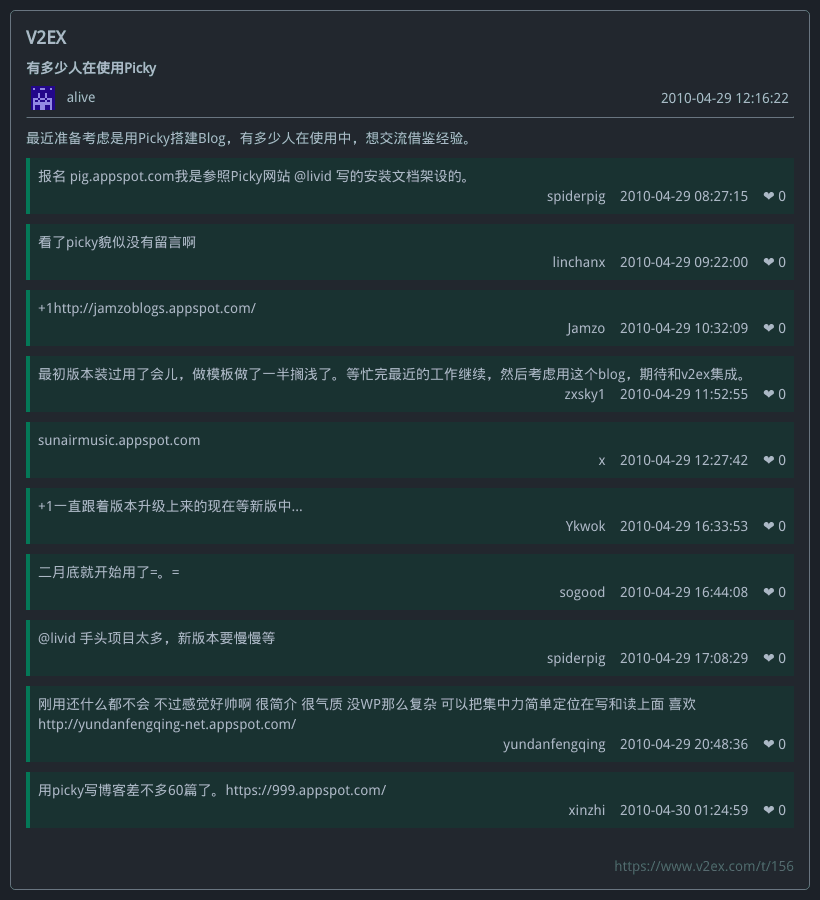 V2EX
有多少人在使用Picky
alive 2010-04-29 12:16:22
最近准备考虑是用Picky搭建Blog，有多少人在使用中，想交流借鉴经验。
报名 pig.appspot.com我是参照Picky网站 @livid 写的安装文档架设的。
spiderpig 2010-04-29 08:27:15 ❤ 0
看了picky貌似没有留言啊
linchanx 2010-04-29 09:22:00 ❤ 0
+1http://jamzoblogs.appspot.com/
Jamzo 2010-04-29 10:32:09 ❤ 0
最初版本装过用了会儿，做模板做了一半搁浅了。等忙完最近的工作继续，然后考虑用这个blog，期待和v2ex集成。
zxsky1 2010-04-29 11:52:55 ❤ 0
sunairmusic.appspot.com
x 2010-04-29 12:27:42 ❤ 0
+1一直跟着版本升级上来的现在等新版中...
Ykwok 2010-04-29 16:33:53 ❤ 0
二月底就开始用了=。=
sogood 2010-04-29 16:44:08 ❤ 0
@livid 手头项目太多，新版本要慢慢等
spiderpig 2010-04-29 17:08:29 ❤ 0
刚用还什么都不会 不过感觉好帅啊 很简介 很气质 没WP那么复杂 可以把集中力简单定位在写和读上面 喜欢
http://yundanfengqing-net.appspot.com/
yundanfengqing 2010-04-29 20:48:36 ❤ 0
用picky写博客差不多60篇了。https://999.appspot.com/
xinzhi 2010-04-30 01:24:59 ❤ 0
https://www.v2ex.com/t/156